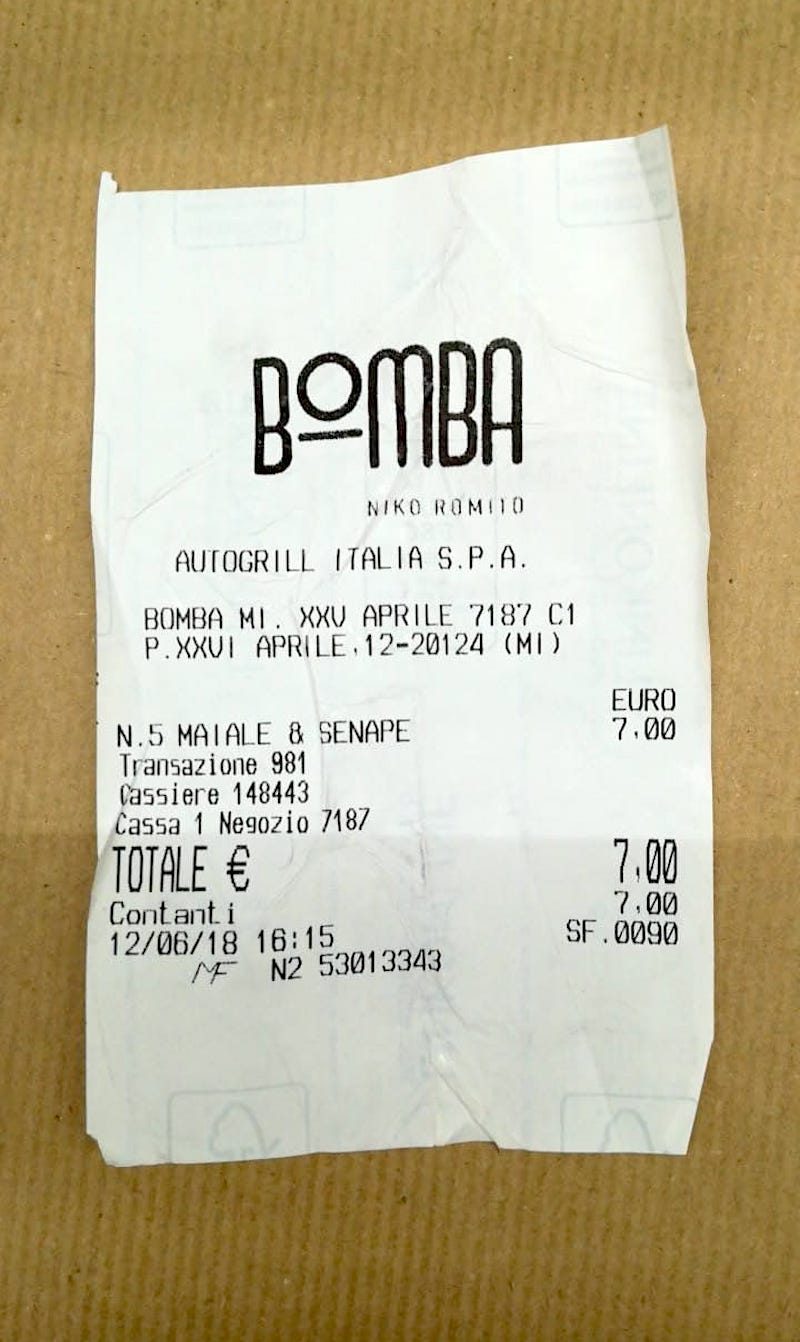 BOMBA
NIKO ROMITO
AUTOGRILL ITALIA S.P.A.
BOMBA MI. XXV APRILE 7187 C1
P.XXVI APRILE,12-20124 (MI)
EURO
N.5 MAIALE & SENAPE 7,00
Transazione 981
Cassiere 148443
Cassa 1 Negozio 7187
TOTALE € 7,00
Contanti 7,00
12/06/18 16:15 SF.0090
MF N2 53013343